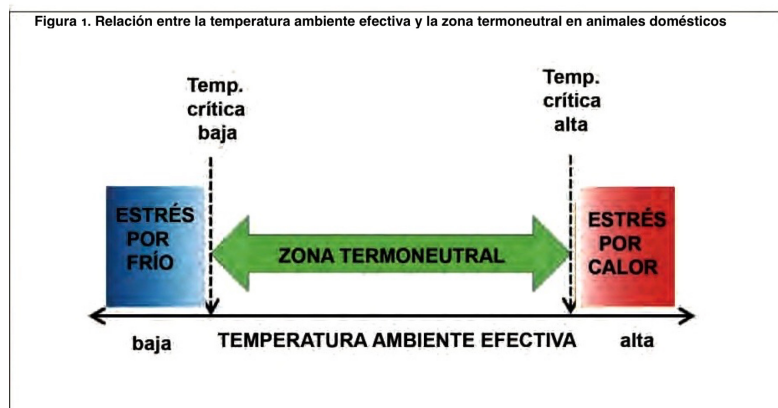 Figura 1. Relación entre la temperatura ambiente efectiva y la zona termoneutral en animales domésticos
Temp.
crítica
baja
Temp.
crítica
alta
ESTRÉS
POR
FRÍO
ZONA TERMONEUTRAL
ESTRÉS
POR
CALOR
baja
TEMPERATURA AMBIENTE EFECTIVA
alta